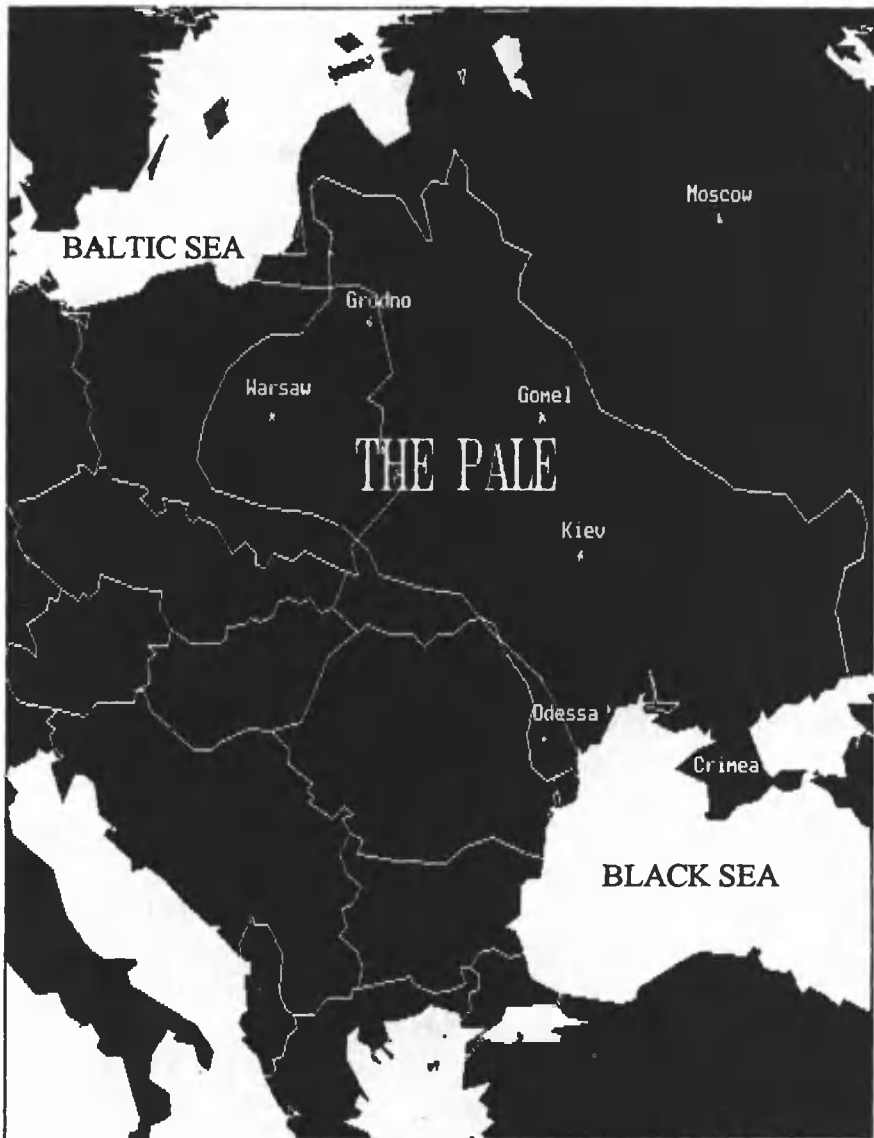 Moscow
BALTIC SEA
Grodno
Warsaw
Gomel
THE PALE
Kiev
Odessa
Crimea
BLACK SEA